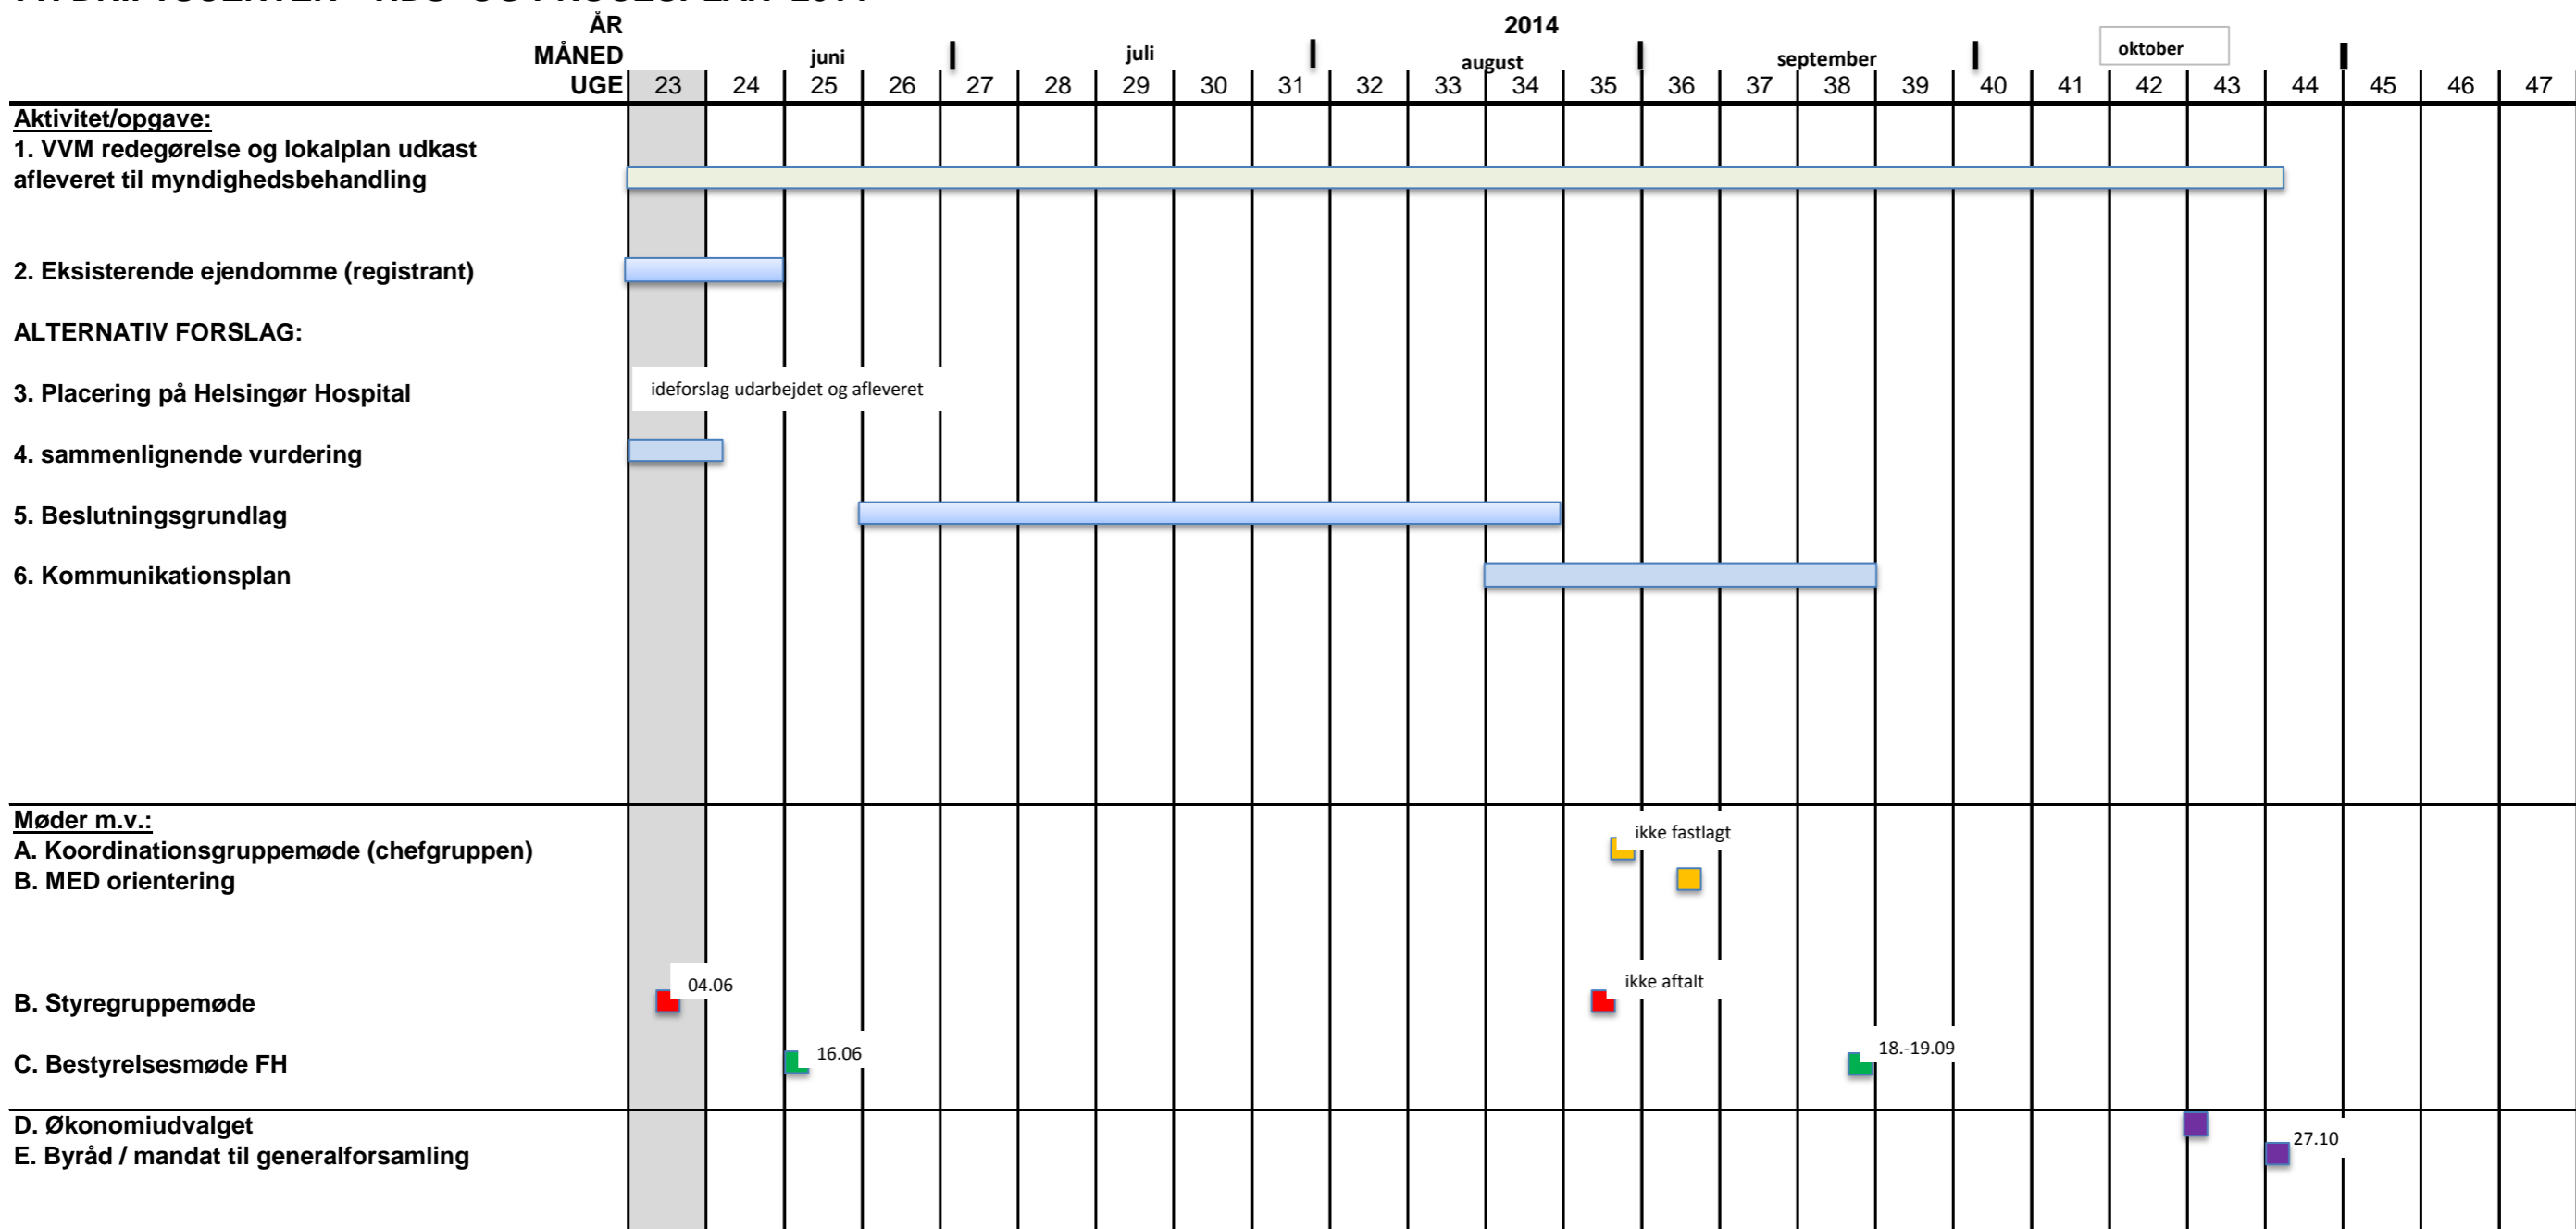 ÅR 2014
MÅNED juni juli august september oktober
UGE 23 24 25 26 27 28 29 30 31 32 33 34 35 36 37 38 39 40 41 42 43 44 45 46 47
Aktivitet/opgave:
1. VVM redegørelse og lokalplan udkast
afleveret til myndighedsbehandling
2. Eksisterende ejendomme (registrant)
ALTERNATIV FORSLAG:
3. Placering på Helsingør Hospital ideforslag udarbejdet og afleveret
4. sammenlignende vurdering
5. Beslutningsgrundlag
6. Kommunikationsplan
Møder m.v.:
ikke fastlagt
A. Koordinationsgruppemøde (chefgruppen)
B. MED orientering
04.06 ikke aftalt
B. Styregruppemøde
16.06 18.-19.09
C. Bestyrelsesmøde FH
D. Økonomiudvalget
27.10
E. Byråd / mandat til generalforsamling